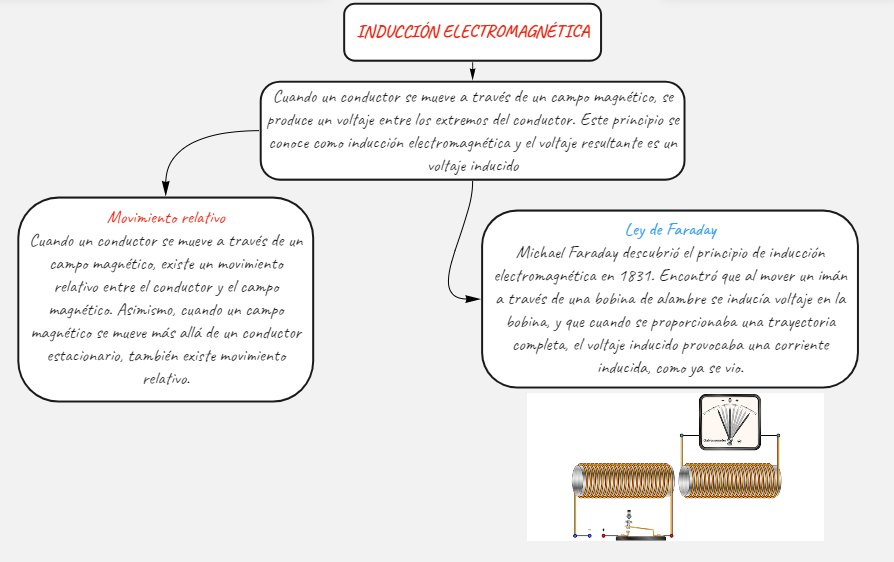 INDUCCIÓN ELECTROMAGNÉTICA
Cuando un conductor se mueve a través de un campo magnético, se
produce un voltaje entre los extremos del conductor. Este principio se
conoce como inducción electromagnética y el voltaje resultante es un
voltaje inducido
Movimiento relativo
Cuando un conductor se mueve a través de un
campo magnético, existe un movimiento
relativo entre el conductor y el campo
magnético. Asimismo, cuando un campo
magnético se mueve más allá de un conductor
estacionario, también existe movimiento
relativo.
Ley de Faraday
Michael Faraday descubrió el principio de inducción
electromagnética en 1831. Encontró que al mover un imán
a través de una bobina de alambre se inducía voltaje en la
bobina, y que cuando se proporcionaba una trayectoria
completa, el voltaje inducido provocaba una corriente
inducida, como ya se vio.
- 0 +